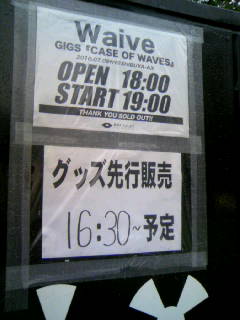 Waive
GIGS『CASE OF WAVES』
OPEN 18:00
START 19:00
THANK YOU SOLD OUT!!
グッズ先行販売
16:30~予定